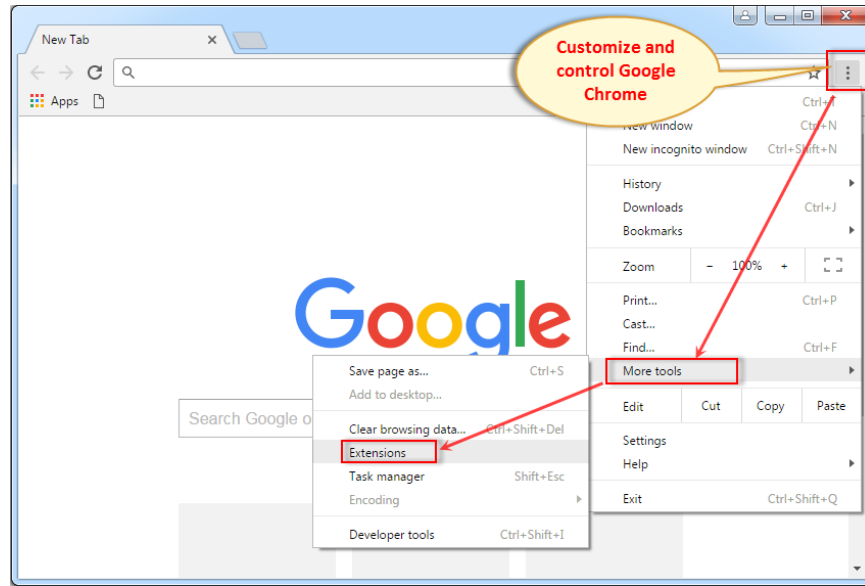 New Tab
Customize and
control Google
Chrome
Apps
Ctrl+T
New window Ctrl+N
New incognito window Ctrl+Shift+N
History
Downloads Ctrl+J
Bookmarks
Zoom - 100% +
Print... Ctrl+P
Cast...
Find... Ctrl+F
More tools
Edit Cut Copy Paste
Settings
Help
Exit Ctrl+Shift+Q
Google
Search Google o
Save page as... Ctrl+S
Add to desktop...
Clear browsing data... Ctrl+Shift+Del
Extensions
Task manager Shift+Esc
Encoding
Developer tools Ctrl+Shift+I